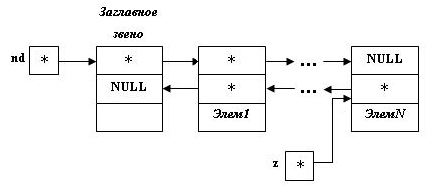 Заглавное
звено
nd * * * ... NULL
NULL * ... *
Элем1 ЭлемN
z *